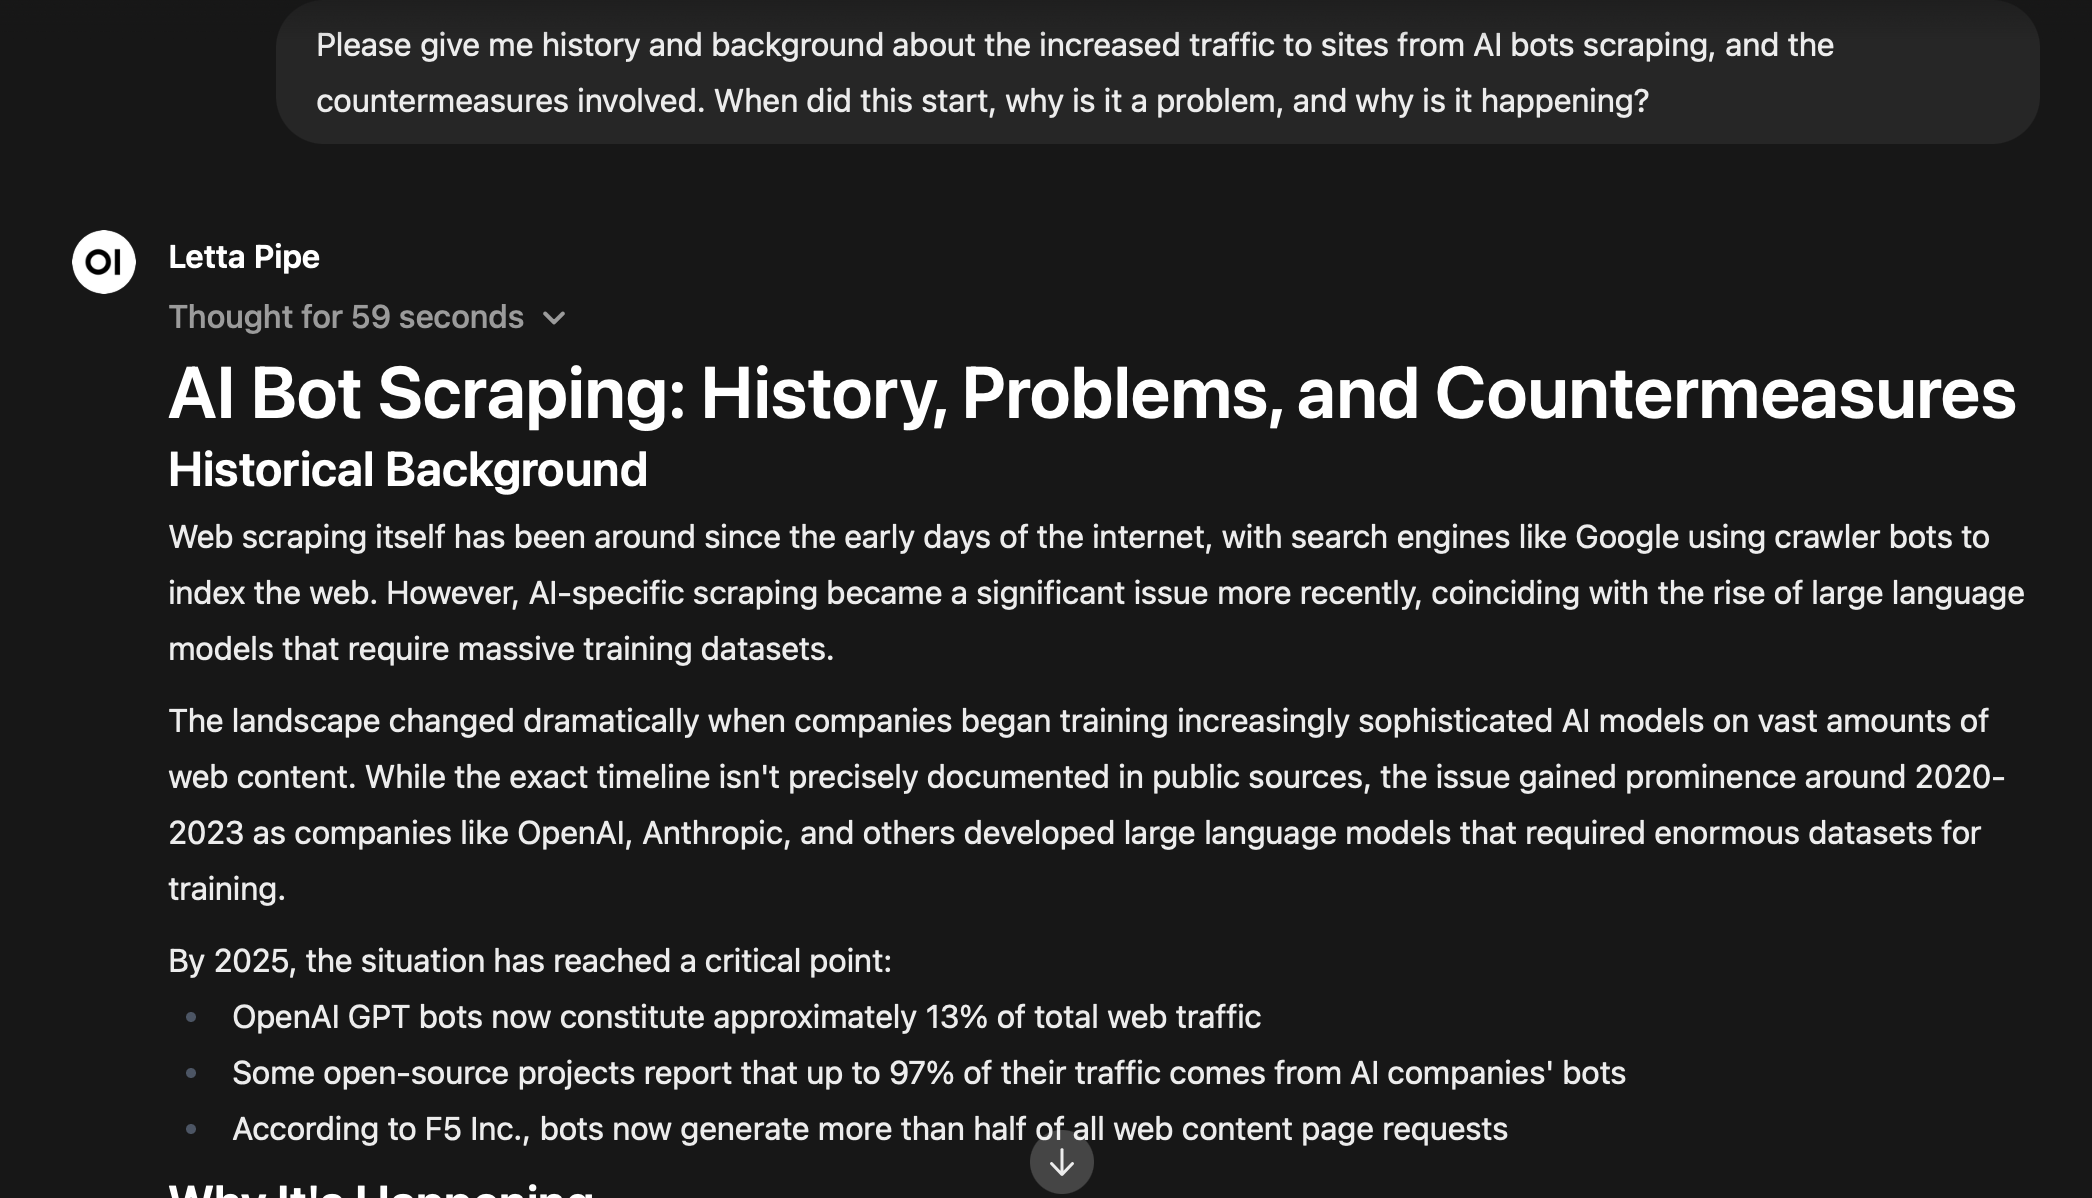 Please give me history and background about the increased traffic to sites from AI bots scraping, and the
countermeasures involved. When did this start, why is it a problem, and why is it happening?
OI
Letta Pipe
Thought for 59 seconds
AI Bot Scraping: History, Problems, and Countermeasures
Historical Background
Web scraping itself has been around since the early days of the internet, with search engines like Google using crawler bots to
index the web. However, AI-specific scraping became a significant issue more recently, coinciding with the rise of large language
models that require massive training datasets.
The landscape changed dramatically when companies began training increasingly sophisticated AI models on vast amounts of
web content. While the exact timeline isn't precisely documented in public sources, the issue gained prominence around 2020-
2023 as companies like OpenAI, Anthropic, and others developed large language models that required enormous datasets for
training.
By 2025, the situation has reached a critical point:
• OpenAI GPT bots now constitute approximately 13% of total web traffic
• Some open-source projects report that up to 97% of their traffic comes from AI companies' bots
• According to F5 Inc., bots now generate more than half of all web content page requests
Why It's Happening